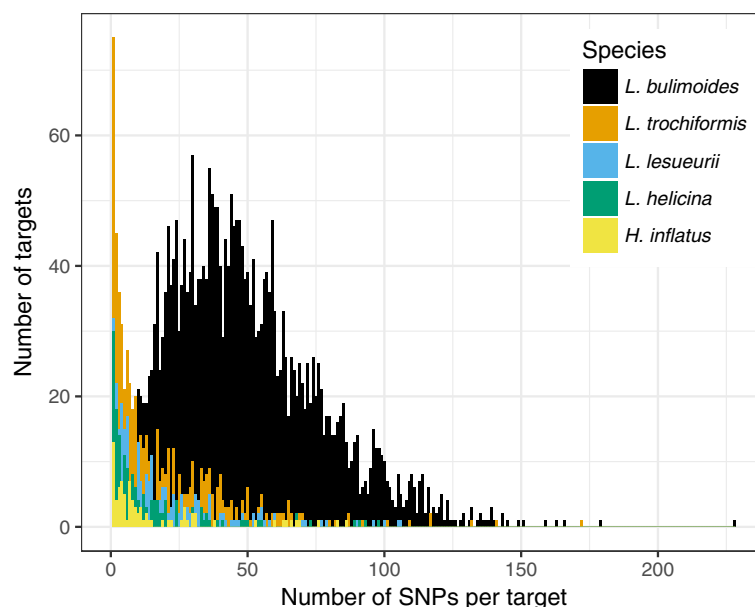 Species
L. bulimoides
L. trochiformis
L. lesueurii
L. helicina
H. inflatus
Number of targets
60
40
20
0
0 50 100 150 200
Number of SNPs per target